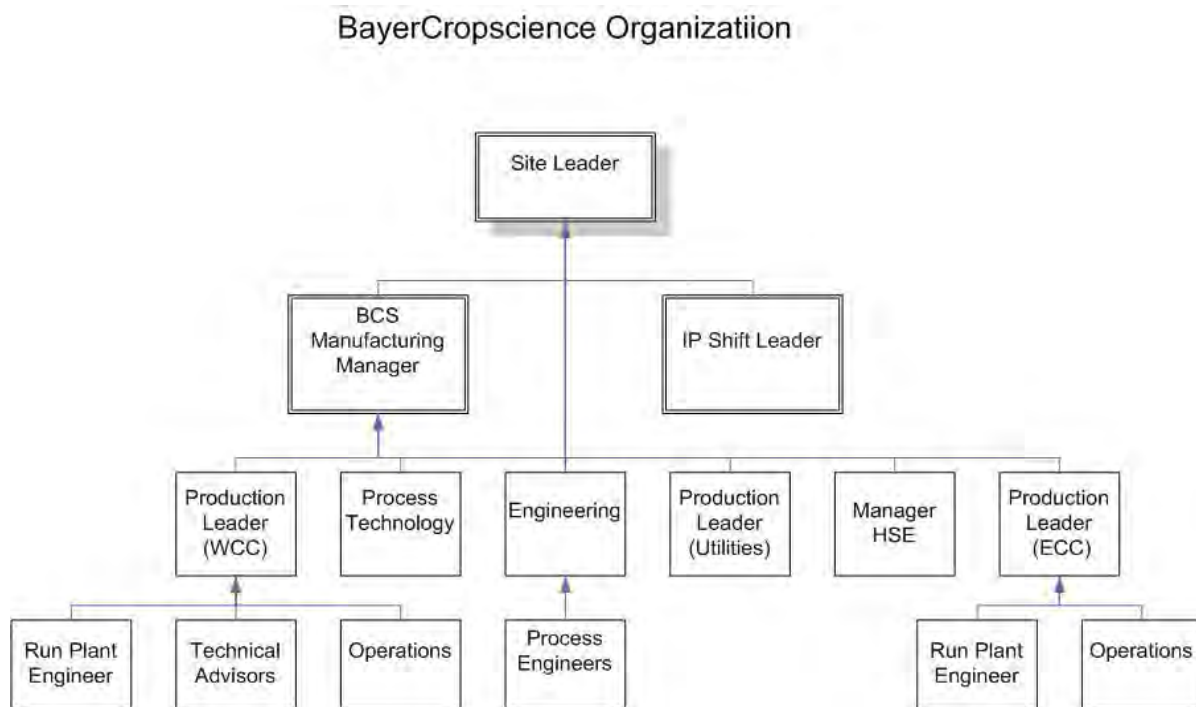 BayerCropscience Organizatiion
Site Leader
BCS
Manufacturing
Manager
IP Shift Leader
Production
Leader
(WCC)
Process
Technology
Engineering
Production
Leader
(Utilities)
Manager
HSE
Production
Leader
(ECC)
Run Plant
Engineer
Technical
Advisors
Operations
Process
Engineers
Run Plant
Engineer
Operations